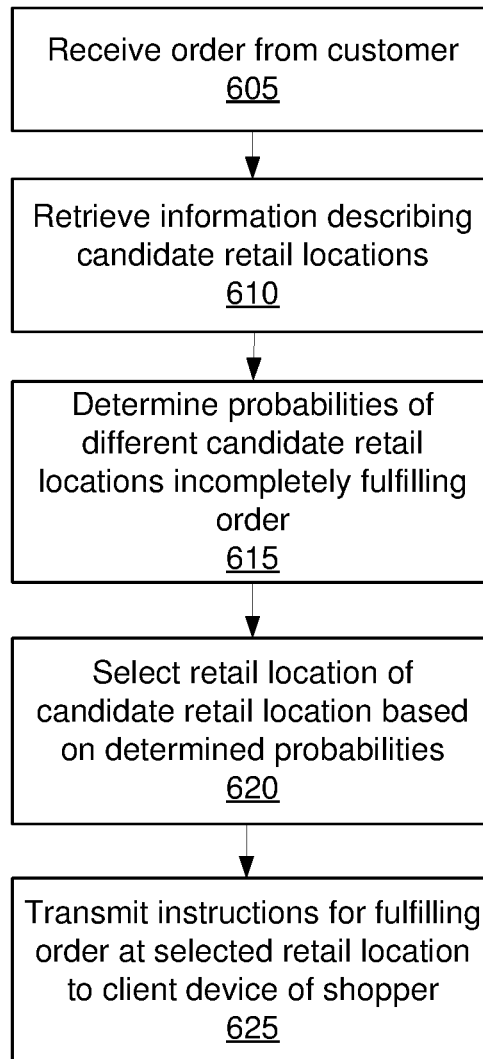 Receive order from customer
605
Retrieve information describing
candidate retail locations
610
Determine probabilities of
different candidate retail
locations incompletely fulfilling
order
615
Select retail location of
candidate retail location based
on determined probabilities
620
Transmit instructions for fulfilling
order at selected retail location
to client device of shopper
625